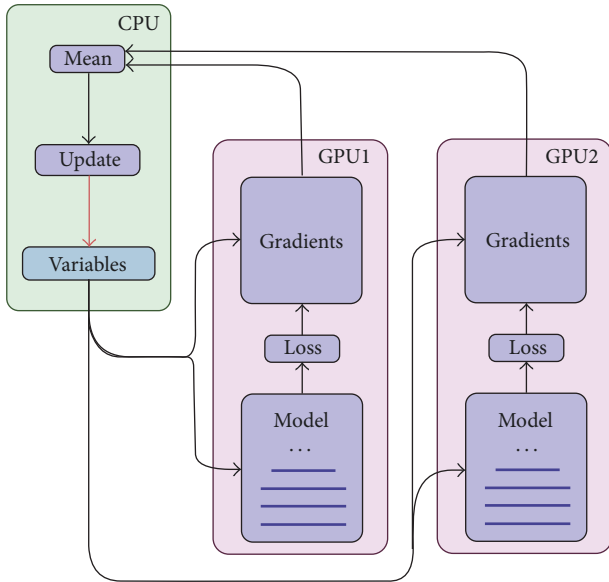 CPU
Mean
Update
Variables
GPU1
Gradients
Loss
Model
...
GPU2
Gradients
Loss
Model
...